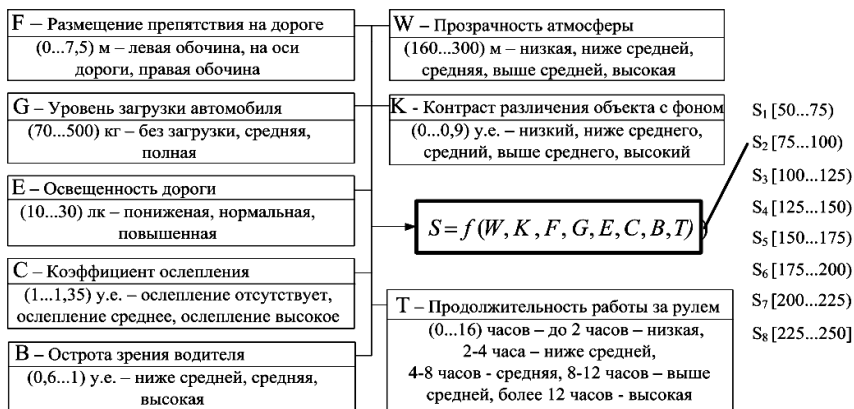 F – Размещение препятствия на дороге
(0...7,5) м – левая обочина, на оси
дороги, правая обочина
G – Уровень загрузки автомобиля
(70...500) кг – без загрузки, средняя,
полная
E – Освещенность дороги
(10...30) лк – пониженая, нормальная,
повышенная
C – Коэффициент ослепления
(1...1,35) у.е. – ослепление отсутствует,
ослепление среднее, ослепление высокое
B – Острота зрения водителя
(0,6...1) у.е. – ниже средней, средняя,
высокая
W – Прозрачность атмосферы
(160...300) м – низкая, ниже средней,
средняя, выше средней, высокая
K - Контраст различения объекта с фоном
(0...0,9) у.е. – низкий, ниже среднего,
средний, выше среднего, высокий
S = f (W, K , F, G, E, C, B, T) )
T – Продолжительность работы за рулем
(0...16) часов – до 2 часов – низкая,
2-4 часа – ниже средней,
4-8 часов - средняя, 8-12 часов – выше
средней, более 12 часов - высокая
S₁ [50...75)
S₂ [75...100)
S₃ [100...125)
S₄ [125...150)
S₅ [150...175)
S₆ [175...200)
S₇ [200...225)
S₈ [225...250]